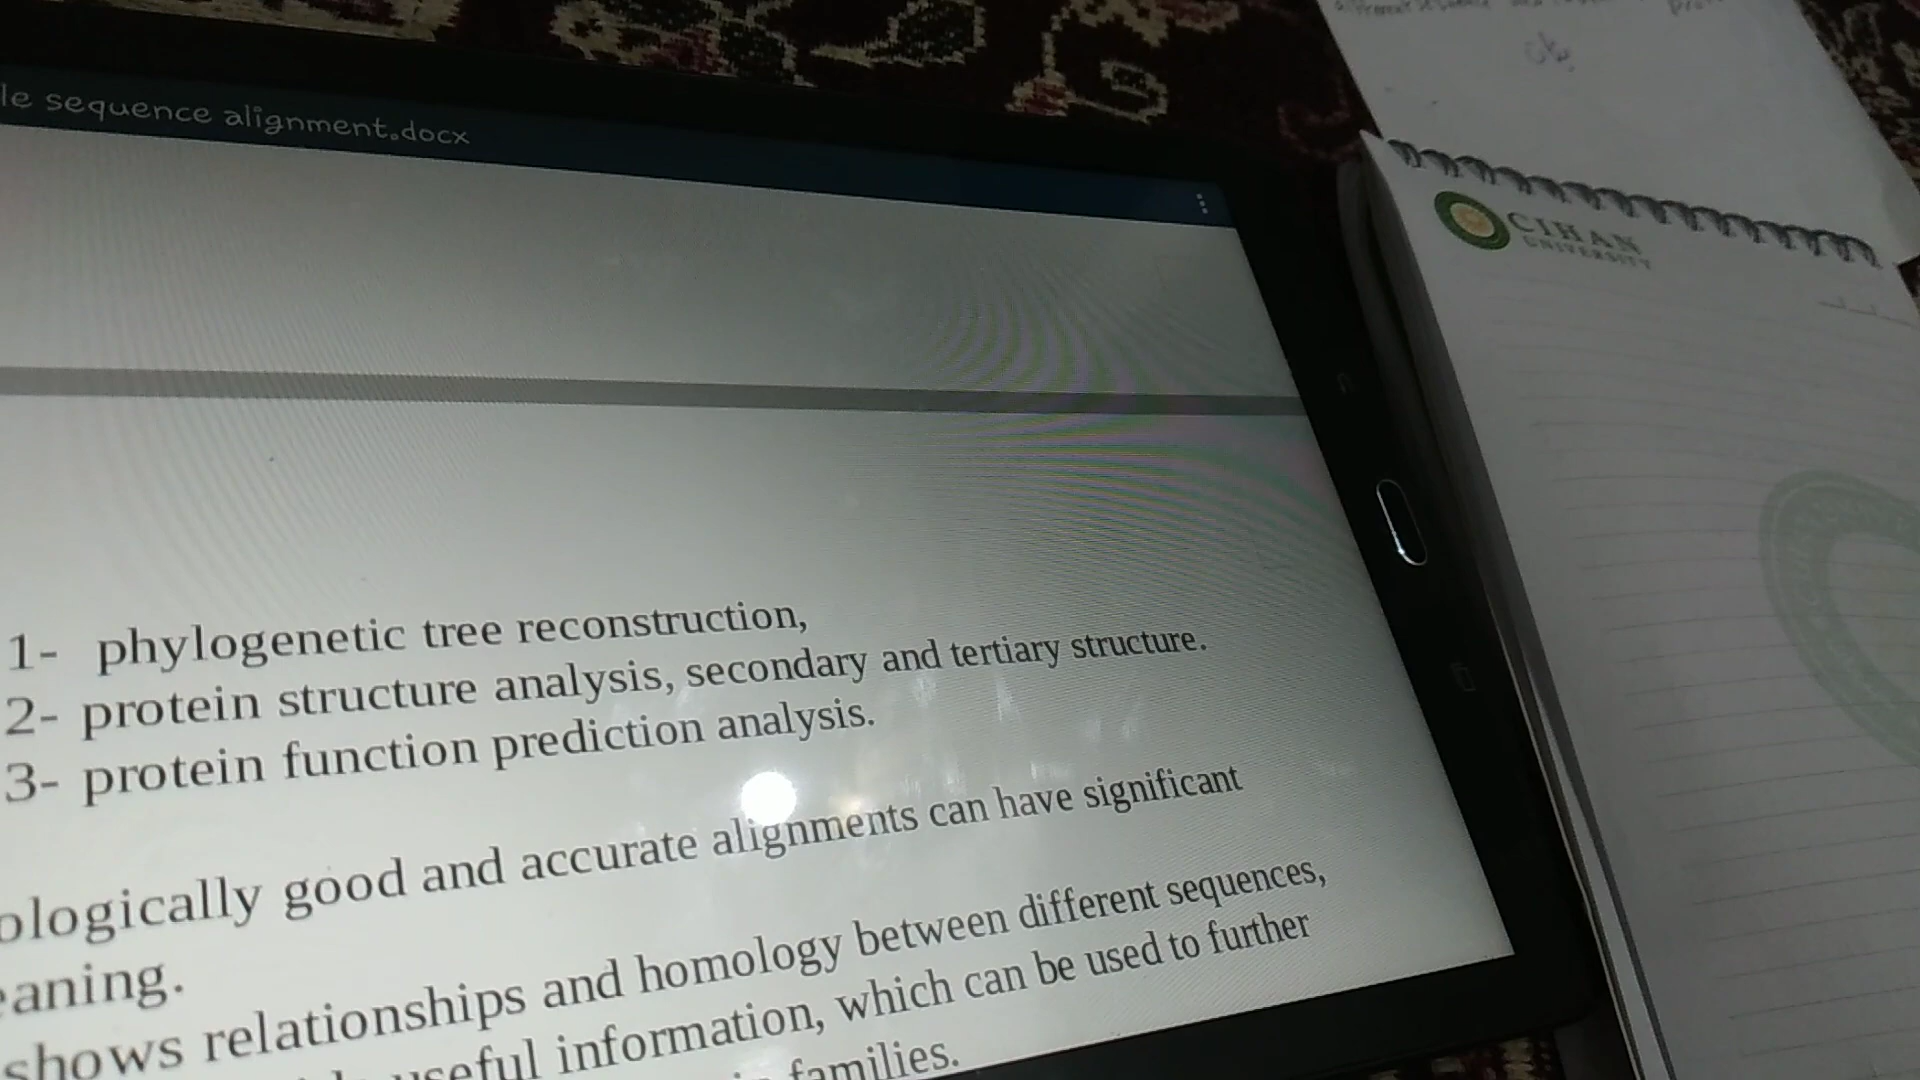 le sequence alignment.docx
CIHAN
UNIVERSITY
1- phylogenetic tree reconstruction,
2- protein structure analysis, secondary and tertiary structure.
3- protein function prediction analysis.
ologically good and accurate alignments can have significant
eaning.
shows relationships and homology between different sequences,
useful information, which can be used to further
families.